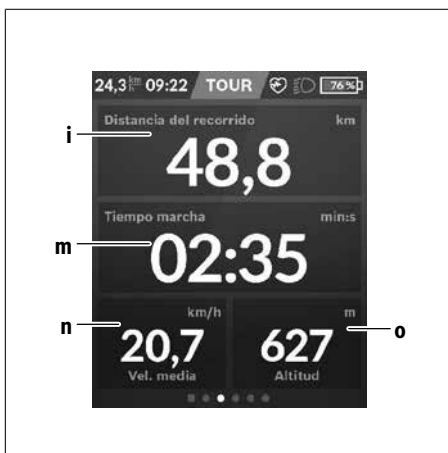 24,3 km/h 09:22 TOUR 76 %
Distancia del recorrido km
i
48,8
Tiempo marcha min:s
m
02:35
km/h m
n
o
20,7 627
Vel. media Altitud